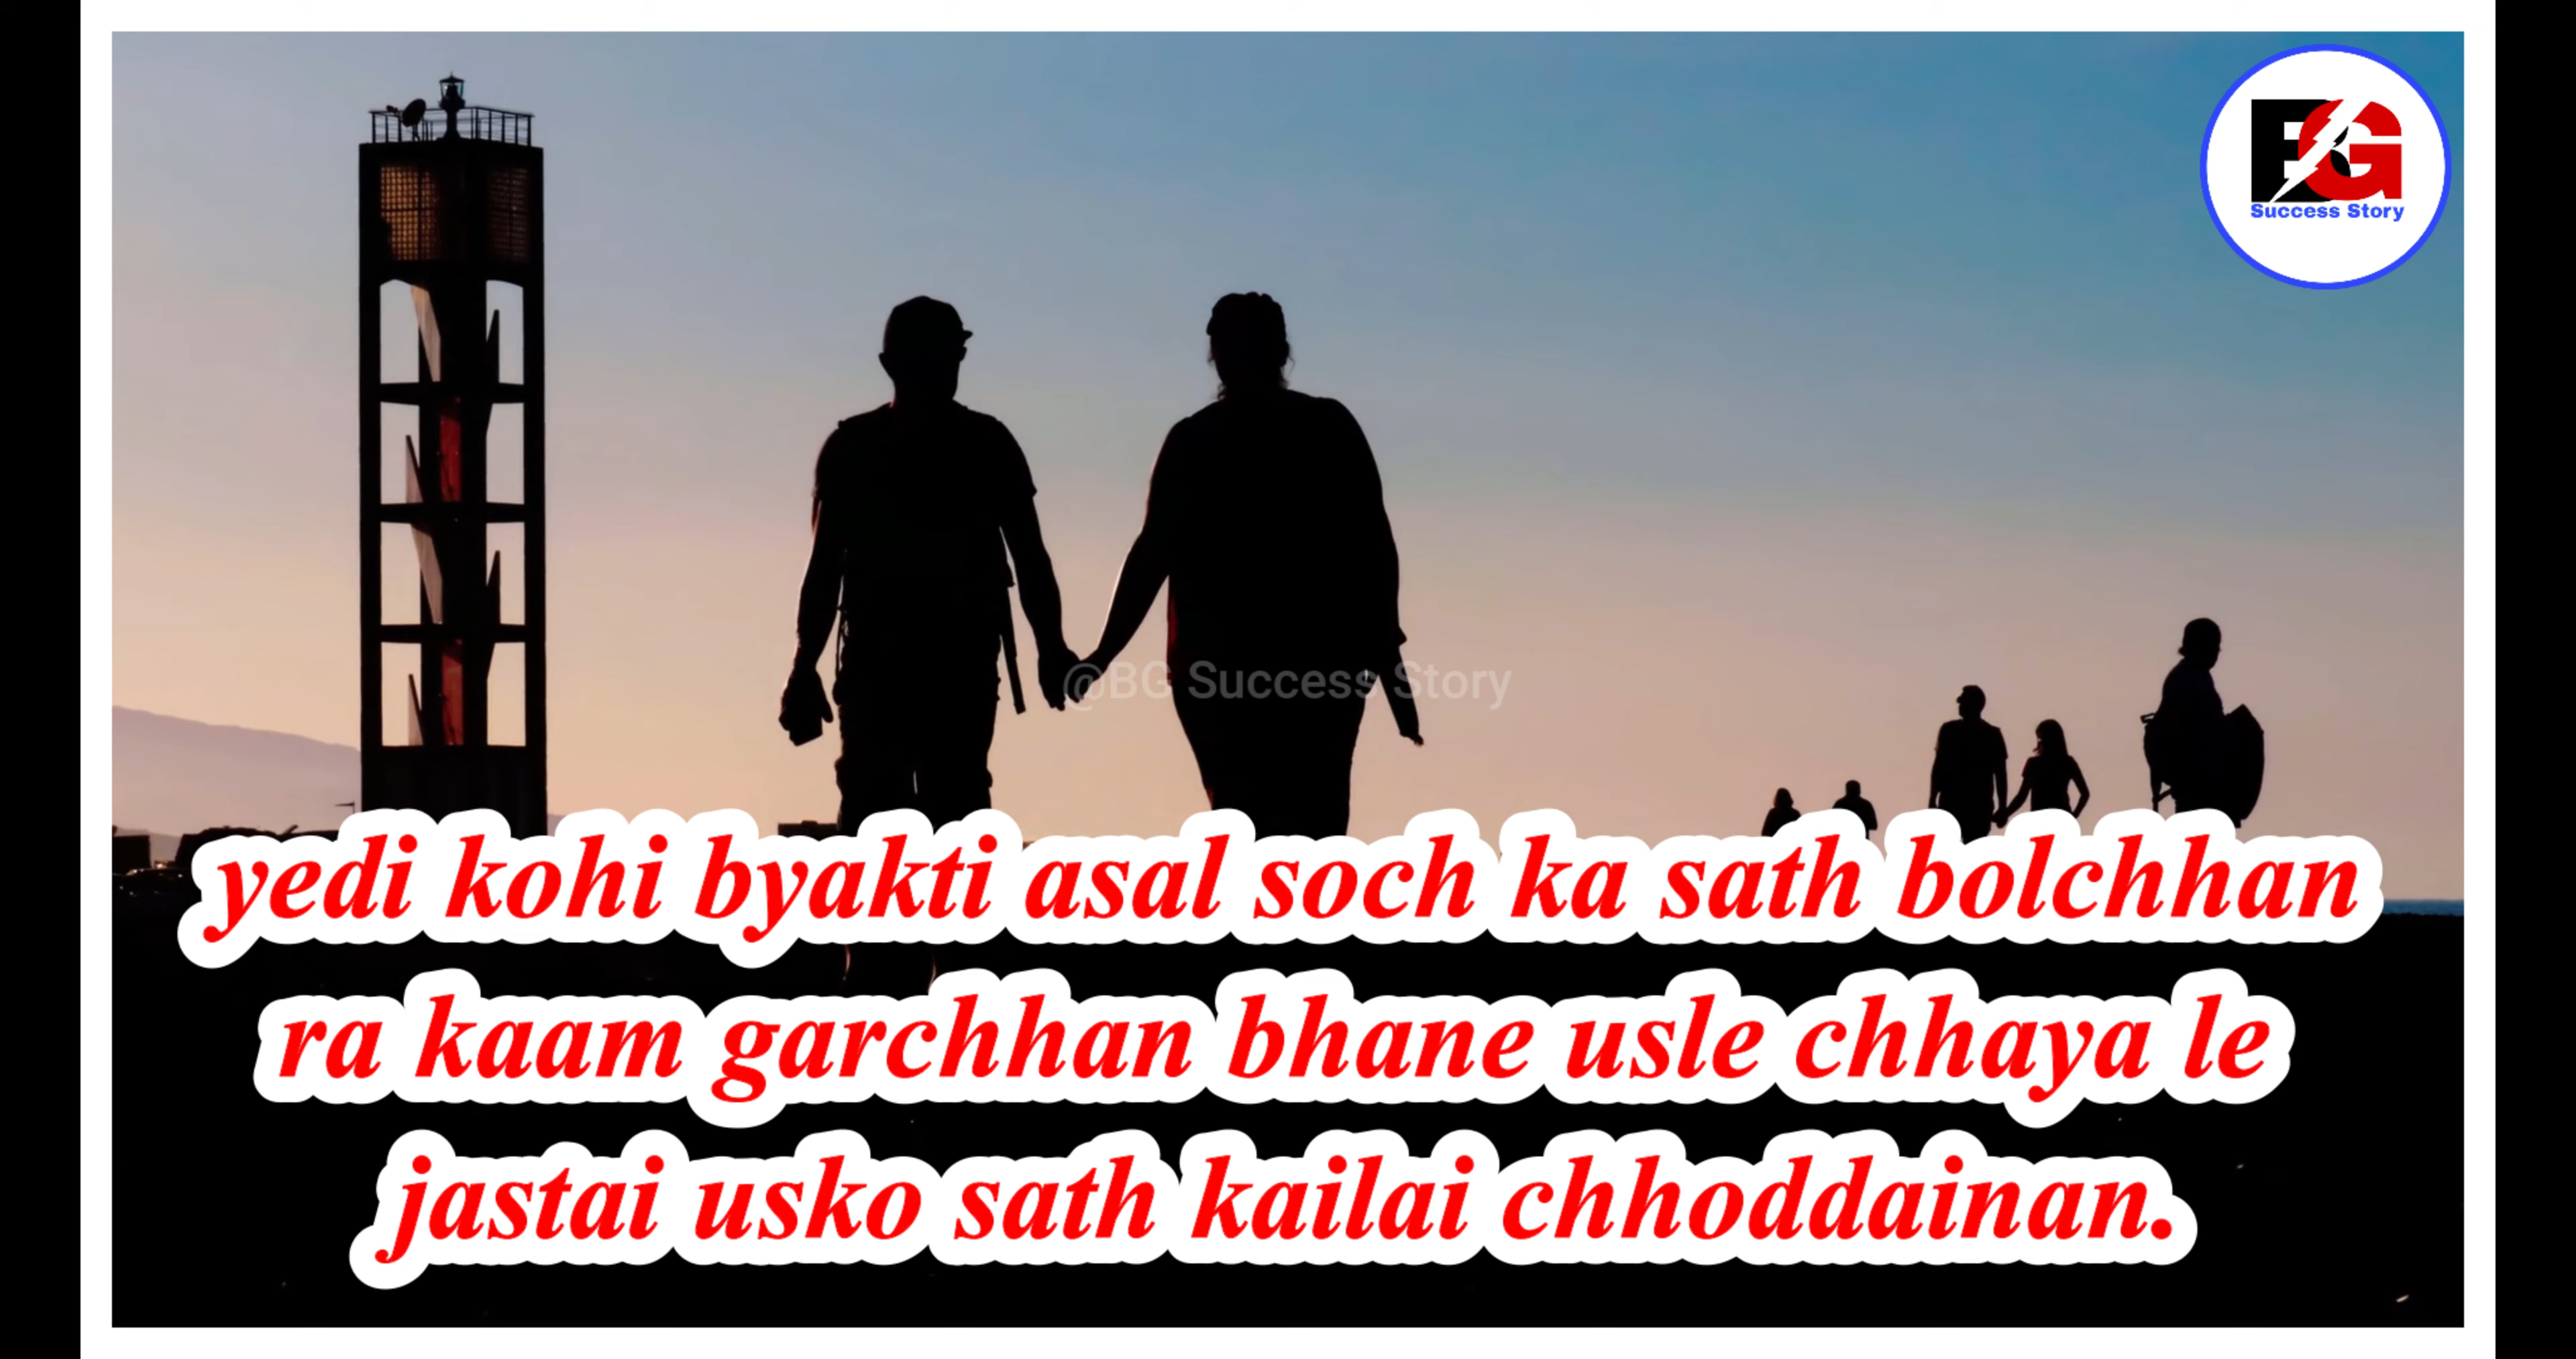 BG
Success Story
@BG Success Story
yedi kohi byakti asal soch ka sath bolchhan
ra kaam garchhan bhane usle chhaya le
jastai usko sath kailai chhoddainan.